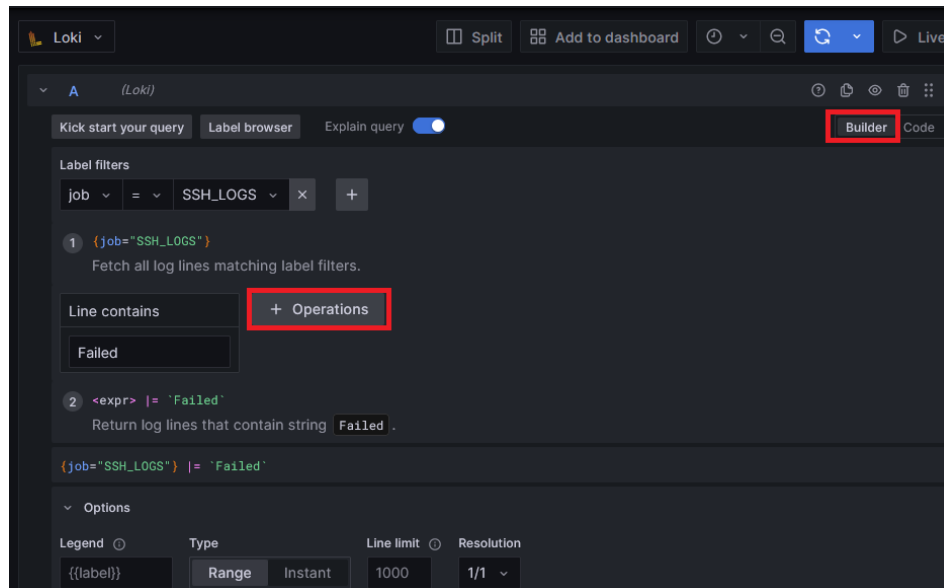 Loki
Split
Add to dashboard
Live
A (Loki)
Kick start your query Label browser Explain query
Builder Code
Label filters
job = SSH_LOGS × +
1 {job="SSH_LOGS"}
Fetch all log lines matching label filters.
Line contains
+ Operations
Failed
2 <expr> |= `Failed`
Return log lines that contain string Failed .
{job="SSH_LOGS"} |= `Failed`
Options
Legend Type Line limit Resolution
{{label}} Range Instant 1000 1/1